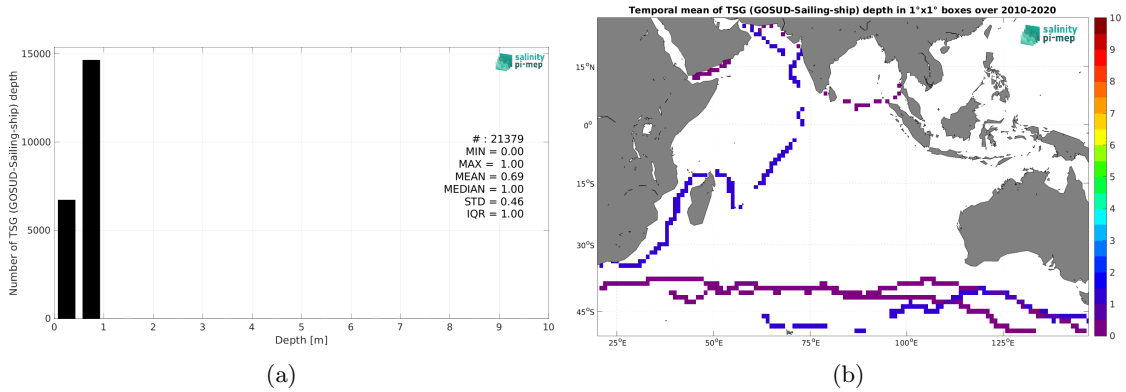 15000
10000
5000
0
0 1 2 3 4 5 6 7 8 9 10
Number of TSG (GOSUD-Sailing-ship) depth
Depth [m]
salinity
pi-mep
# : 21379
MIN = 0.00
MAX = 1.00
MEAN = 0.69
MEDIAN = 1.00
STD = 0.46
IQR = 1.00
(a)
Temporal mean of TSG (GOSUD-Sailing-ship) depth in 1°x1° boxes over 2010-2020
salinity
pi-mep
15°N
0°
15°S
30°S
45°S
25°E 50°E 75°E 100°E 125°E
10
9
8
7
6
5
4
3
2
1
0
(b)